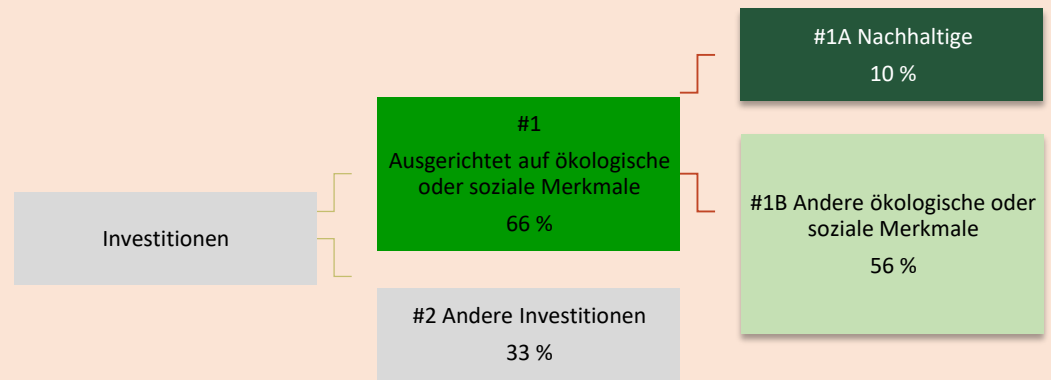 Investitionen
#1
Ausgerichtet auf ökologische
oder soziale Merkmale
66 %
#2 Andere Investitionen
33 %
#1A Nachhaltige
10 %
#1B Andere ökologische oder
soziale Merkmale
56 %